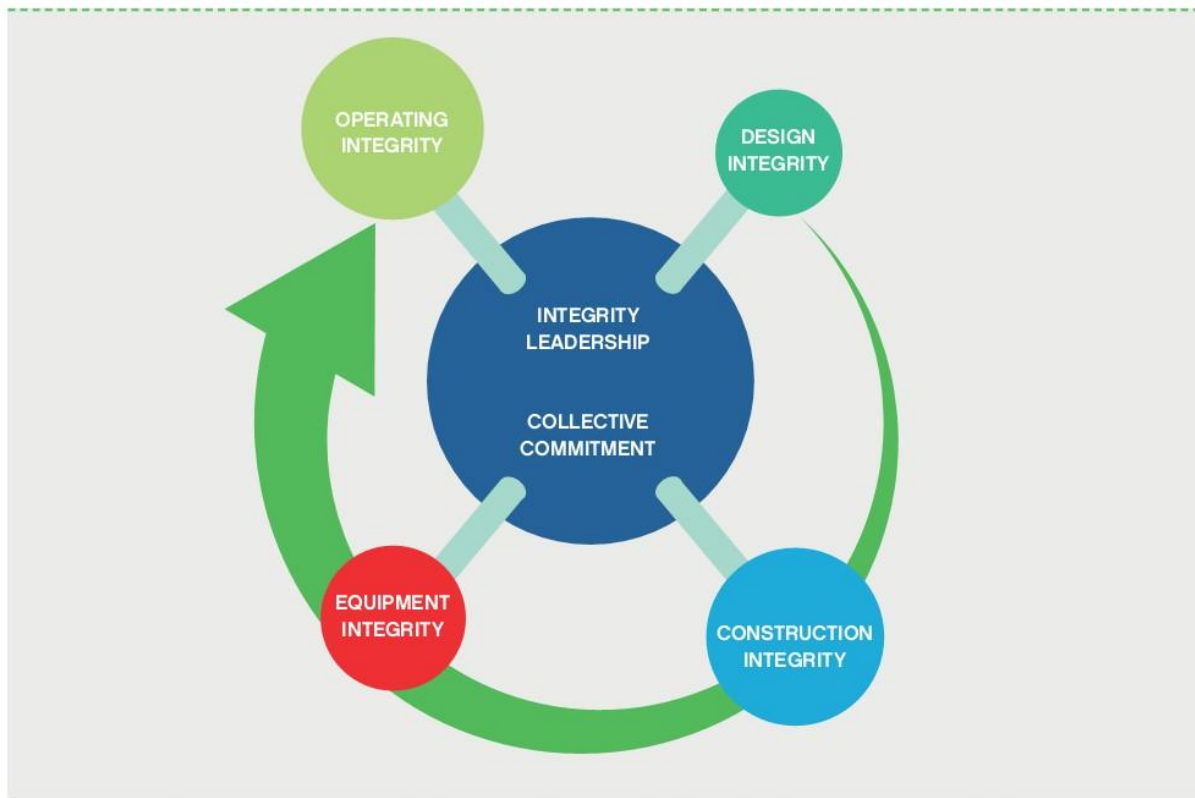 OPERATING
INTEGRITY
DESIGN
INTEGRITY
INTEGRITY
LEADERSHIP
COLLECTIVE
COMMITMENT
EQUIPMENT
INTEGRITY
CONSTRUCTION
INTEGRITY